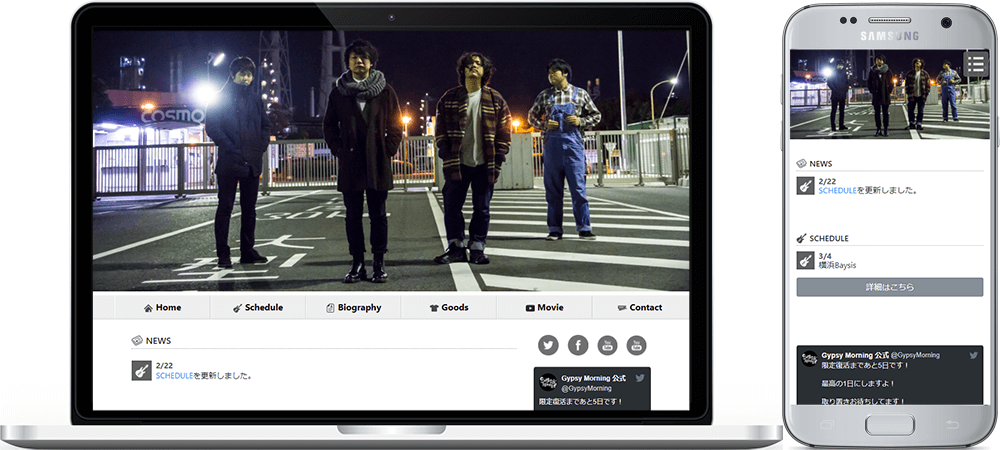 COSMO
Home
Schedule
Biography
Goods
Movie
Contact
NEWS
2/22
SCHEDULEを更新しました。
You
Tube
You
Tube
Gypsy Morning 公式
@GypsyMorning
限定復活まであと5日です！
SAMSUNG
NEWS
2/22
SCHEDULEを更新しました。
SCHEDULE
3/4
横浜Baysis
詳細はこちら
Gypsy Morning 公式 @GypsyMorning
限定復活まであと5日です！
最高の1日にしますよ！
取り置きお待ちしてます！